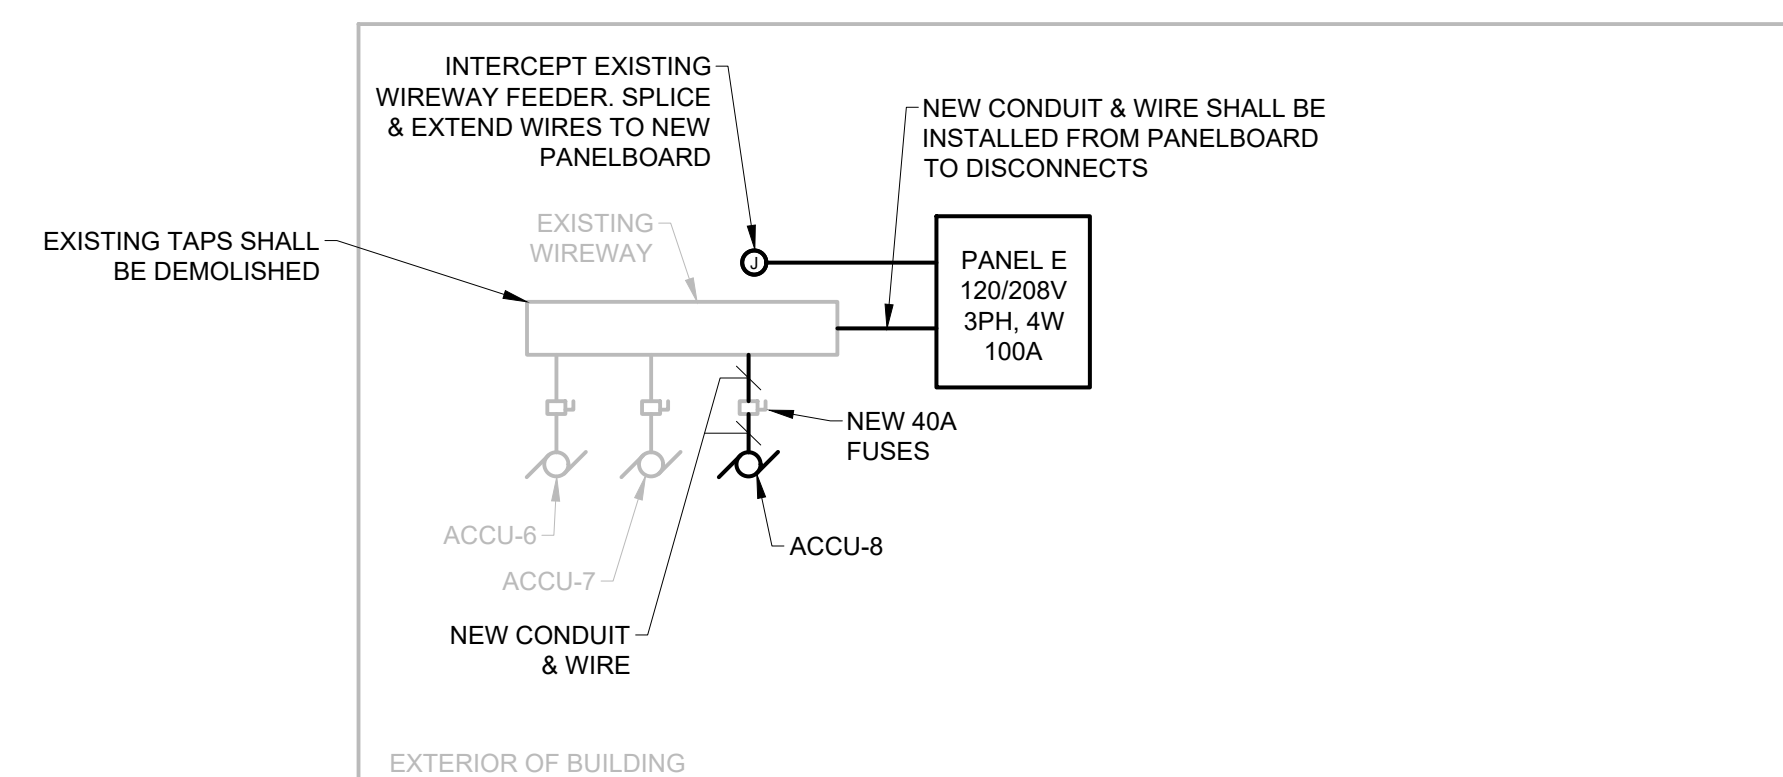 INTERCEPT EXISTING
WIREWAY FEEDER. SPLICE
& EXTEND WIRES TO NEW
PANELBOARD
NEW CONDUIT & WIRE SHALL BE
INSTALLED FROM PANELBOARD
TO DISCONNECTS
EXISTING TAPS SHALL
BE DEMOLISHED
EXISTING
WIREWAY
J
PANEL E
120/208V
3PH, 4W
100A
NEW 40A
FUSES
ACCU-6
ACCU-7
ACCU-8
NEW CONDUIT
& WIRE
EXTERIOR OF BUILDING